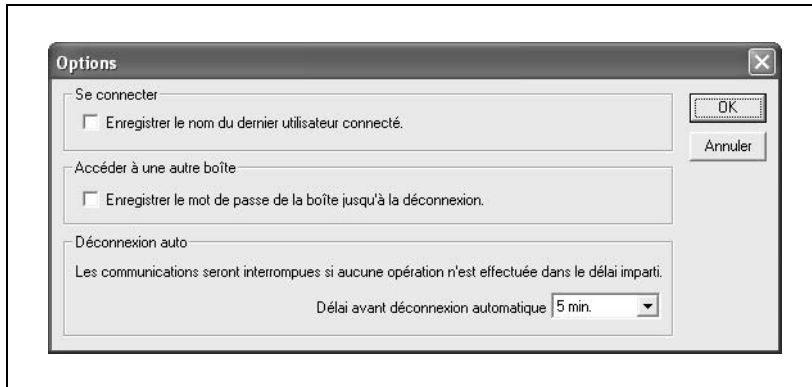 Options
Se connecter
Enregistrer le nom du dernier utilisateur connecté.
OK
Annuler
Accéder à une autre boîte
Enregistrer le mot de passe de la boîte jusqu'à la déconnexion.
Déconnexion auto
Les communications seront interrompues si aucune opération n'est effectuée dans le délai imparti.
Délai avant déconnexion automatique 5 min.